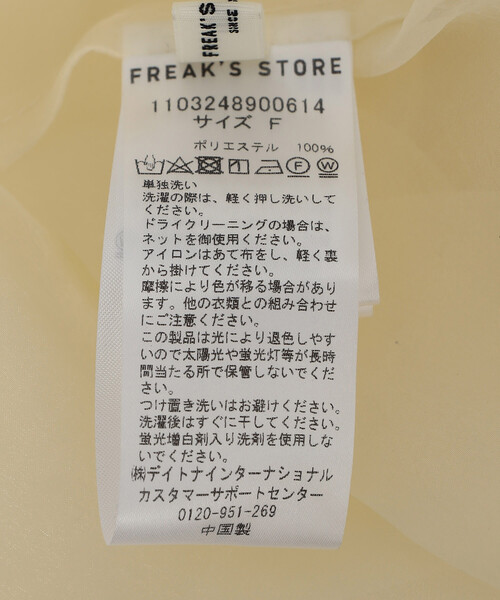 FREAK'S
SINCE
FREAK'S STORE
1103248900614
サイズ F
ポリエステル 100%
単独洗い
洗濯の際は、軽く押し洗いして
ください。
ドライクリーニングの場合は、
ネットを御使用ください。
アイロンはあて布をし、軽く裏
から掛けてください。
摩擦により色が移る場合があり
ます。他の衣類との組み合わせ
にご注意ください。
この製品は光により退色しやす
いので太陽光や蛍光灯等が長時
間当たる所で保管しないでくだ
さい。
つけ置き洗いはお避けください。
洗濯後はすぐに干してください。
蛍光増白剤入り洗剤を使用しな
いでください。
㈱デイトナインターナショナル
カスタマーサポートセンター
0120-951-269
中国製